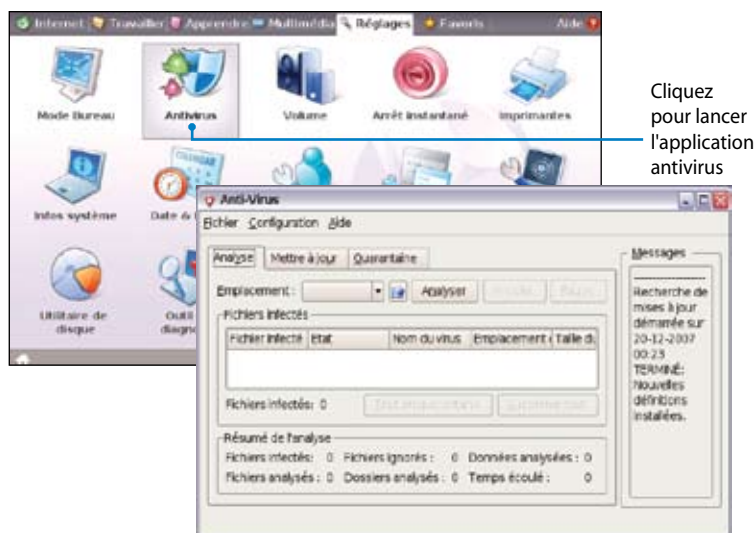 Internet Travailler Apprendre Multimédia Réglages Favoris Aide
Mode Bureau Antivirus Volume Arrêt instantané Imprimantes
Cliquez
pour lancer
l'application
antivirus
Infos système Date &
Utilitaire de
disque
Outil
diagn
Anti-Virus
Fichier Configuration Aide
Analyse Mettre à jour Quarantaine
Emplacement : Analyser
Fichiers infectés
Fichier infecté Etat Nom du virus Emplacement Taille du
Fichiers infectés: 0
Résumé de l'analyse
Fichiers infectés: 0 Fichiers ignorés : 0 Données analysées : 0
Fichiers analysés : 0 Dossiers analysés : 0 Temps écoulé : 0
Messages
Recherche de
mises à jour
démarrée sur
20-12-2007
00:23
TERMINÉ:
Nouvelles
définitions
installées.